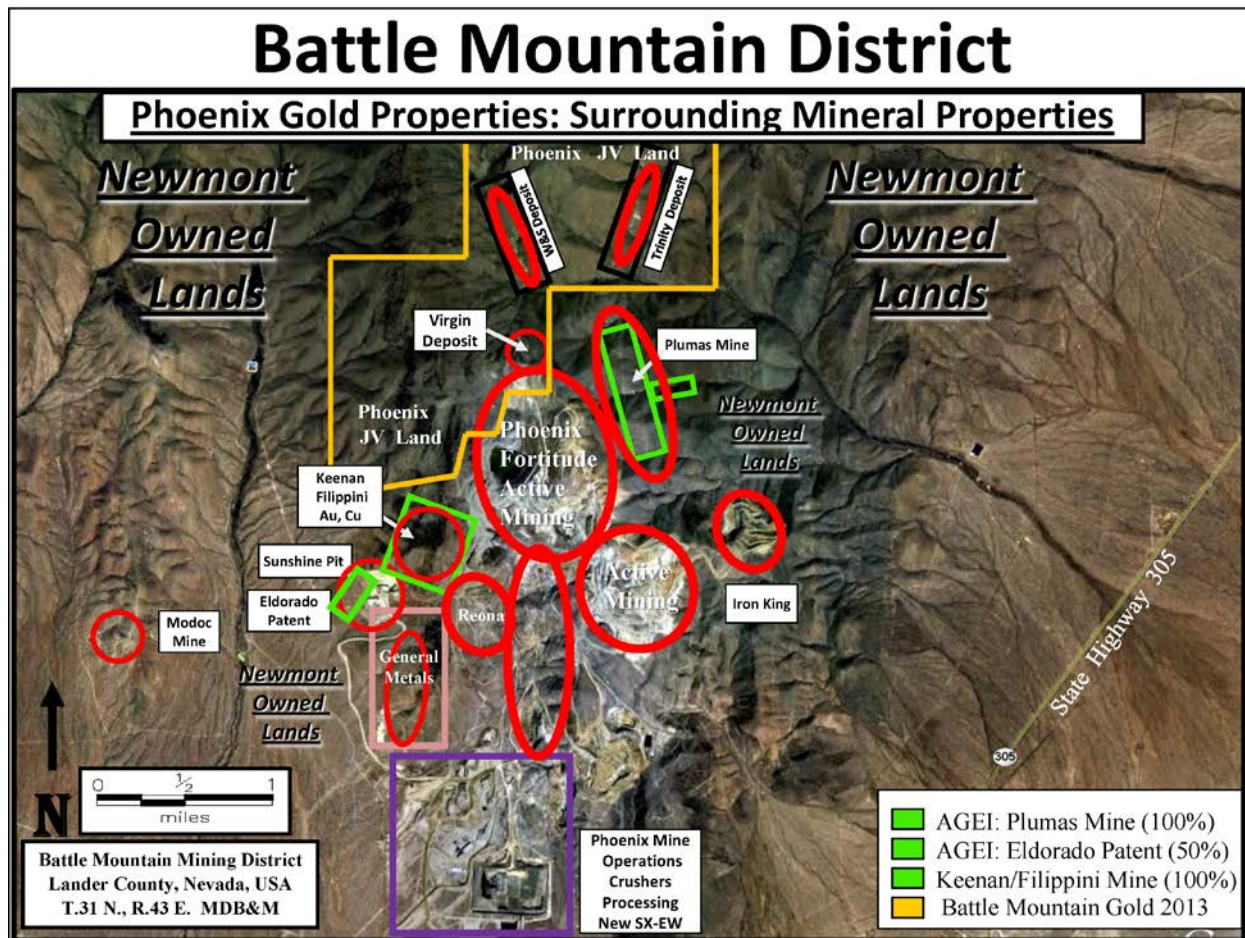 Battle Mountain District
Phoenix Gold Properties: Surrounding Mineral Properties
Newmont
Owned
Lands
Phoenix JV Land
W&S Deposit
Trinity Deposit
Newmont
Owned
Lands
Virgin
Deposit
Plumas Mine
Phoenix
JV Land
Phoenix
Fortitude
Active
Mining
Newmont
Owned
Lands
Keenan
Filippini
Au, Cu
Sunshine Pit
Eldorado
Patent
Modoc
Mine
Reona
Active
Mining
Iron King
General
Metals
Newmont
Owned
Lands
State Highway 305
305
N
0 ½ 1
miles
Battle Mountain Mining District
Lander County, Nevada, USA
T.31 N., R.43 E. MDB&M
Phoenix Mine
Operations
Crushers
Processing
New SX-EW
AGEI: Plumas Mine (100%)
AGEI: Eldorado Patent (50%)
Keenan/Filippini Mine (100%)
Battle Mountain Gold 2013